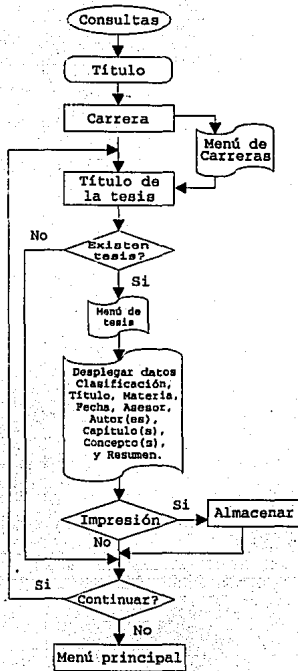 Consultas
Título
Carrera
Menú de
Carreras
Título de
la tesis
No
Existen
tesis?
Si
Menú de
tesis
Desplegar datos
Clasificación,
Título, Materia,
Fecha, Asesor,
Autor(es),
Capítulo(s),
Concepto(s),
y Resumen.
Impresión
Si
Almacenar
No
Si
Continuar?
No
Menú principal